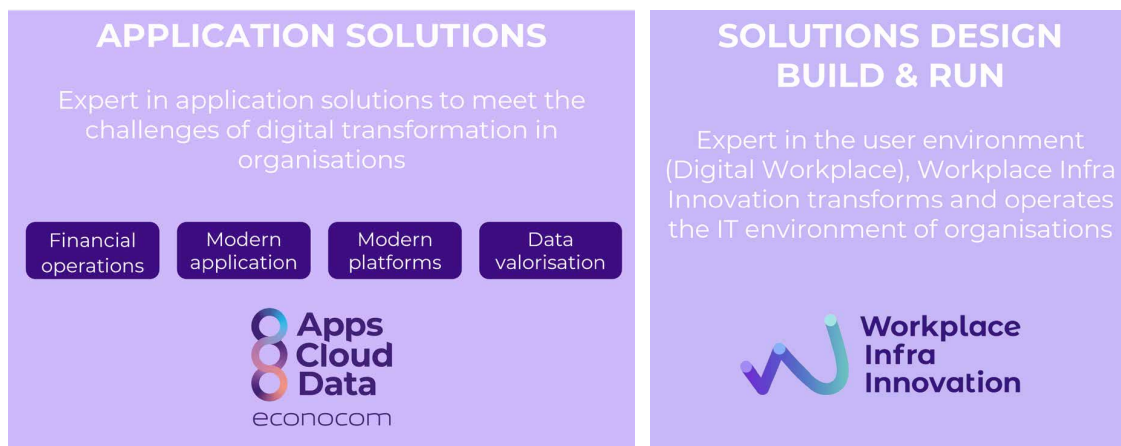 APPLICATION SOLUTIONS
Expert in application solutions to meet the
challenges of digital transformation in
organisations
Financial
operations
Modern
application
Modern
platforms
Data
valorisation
Apps
Cloud
Data
econocom
SOLUTIONS DESIGN
BUILD & RUN
Expert in the user environment
(Digital Workplace), Workplace Infra
Innovation transforms and operates
the IT environment of organisations
Workplace
Infra
Innovation